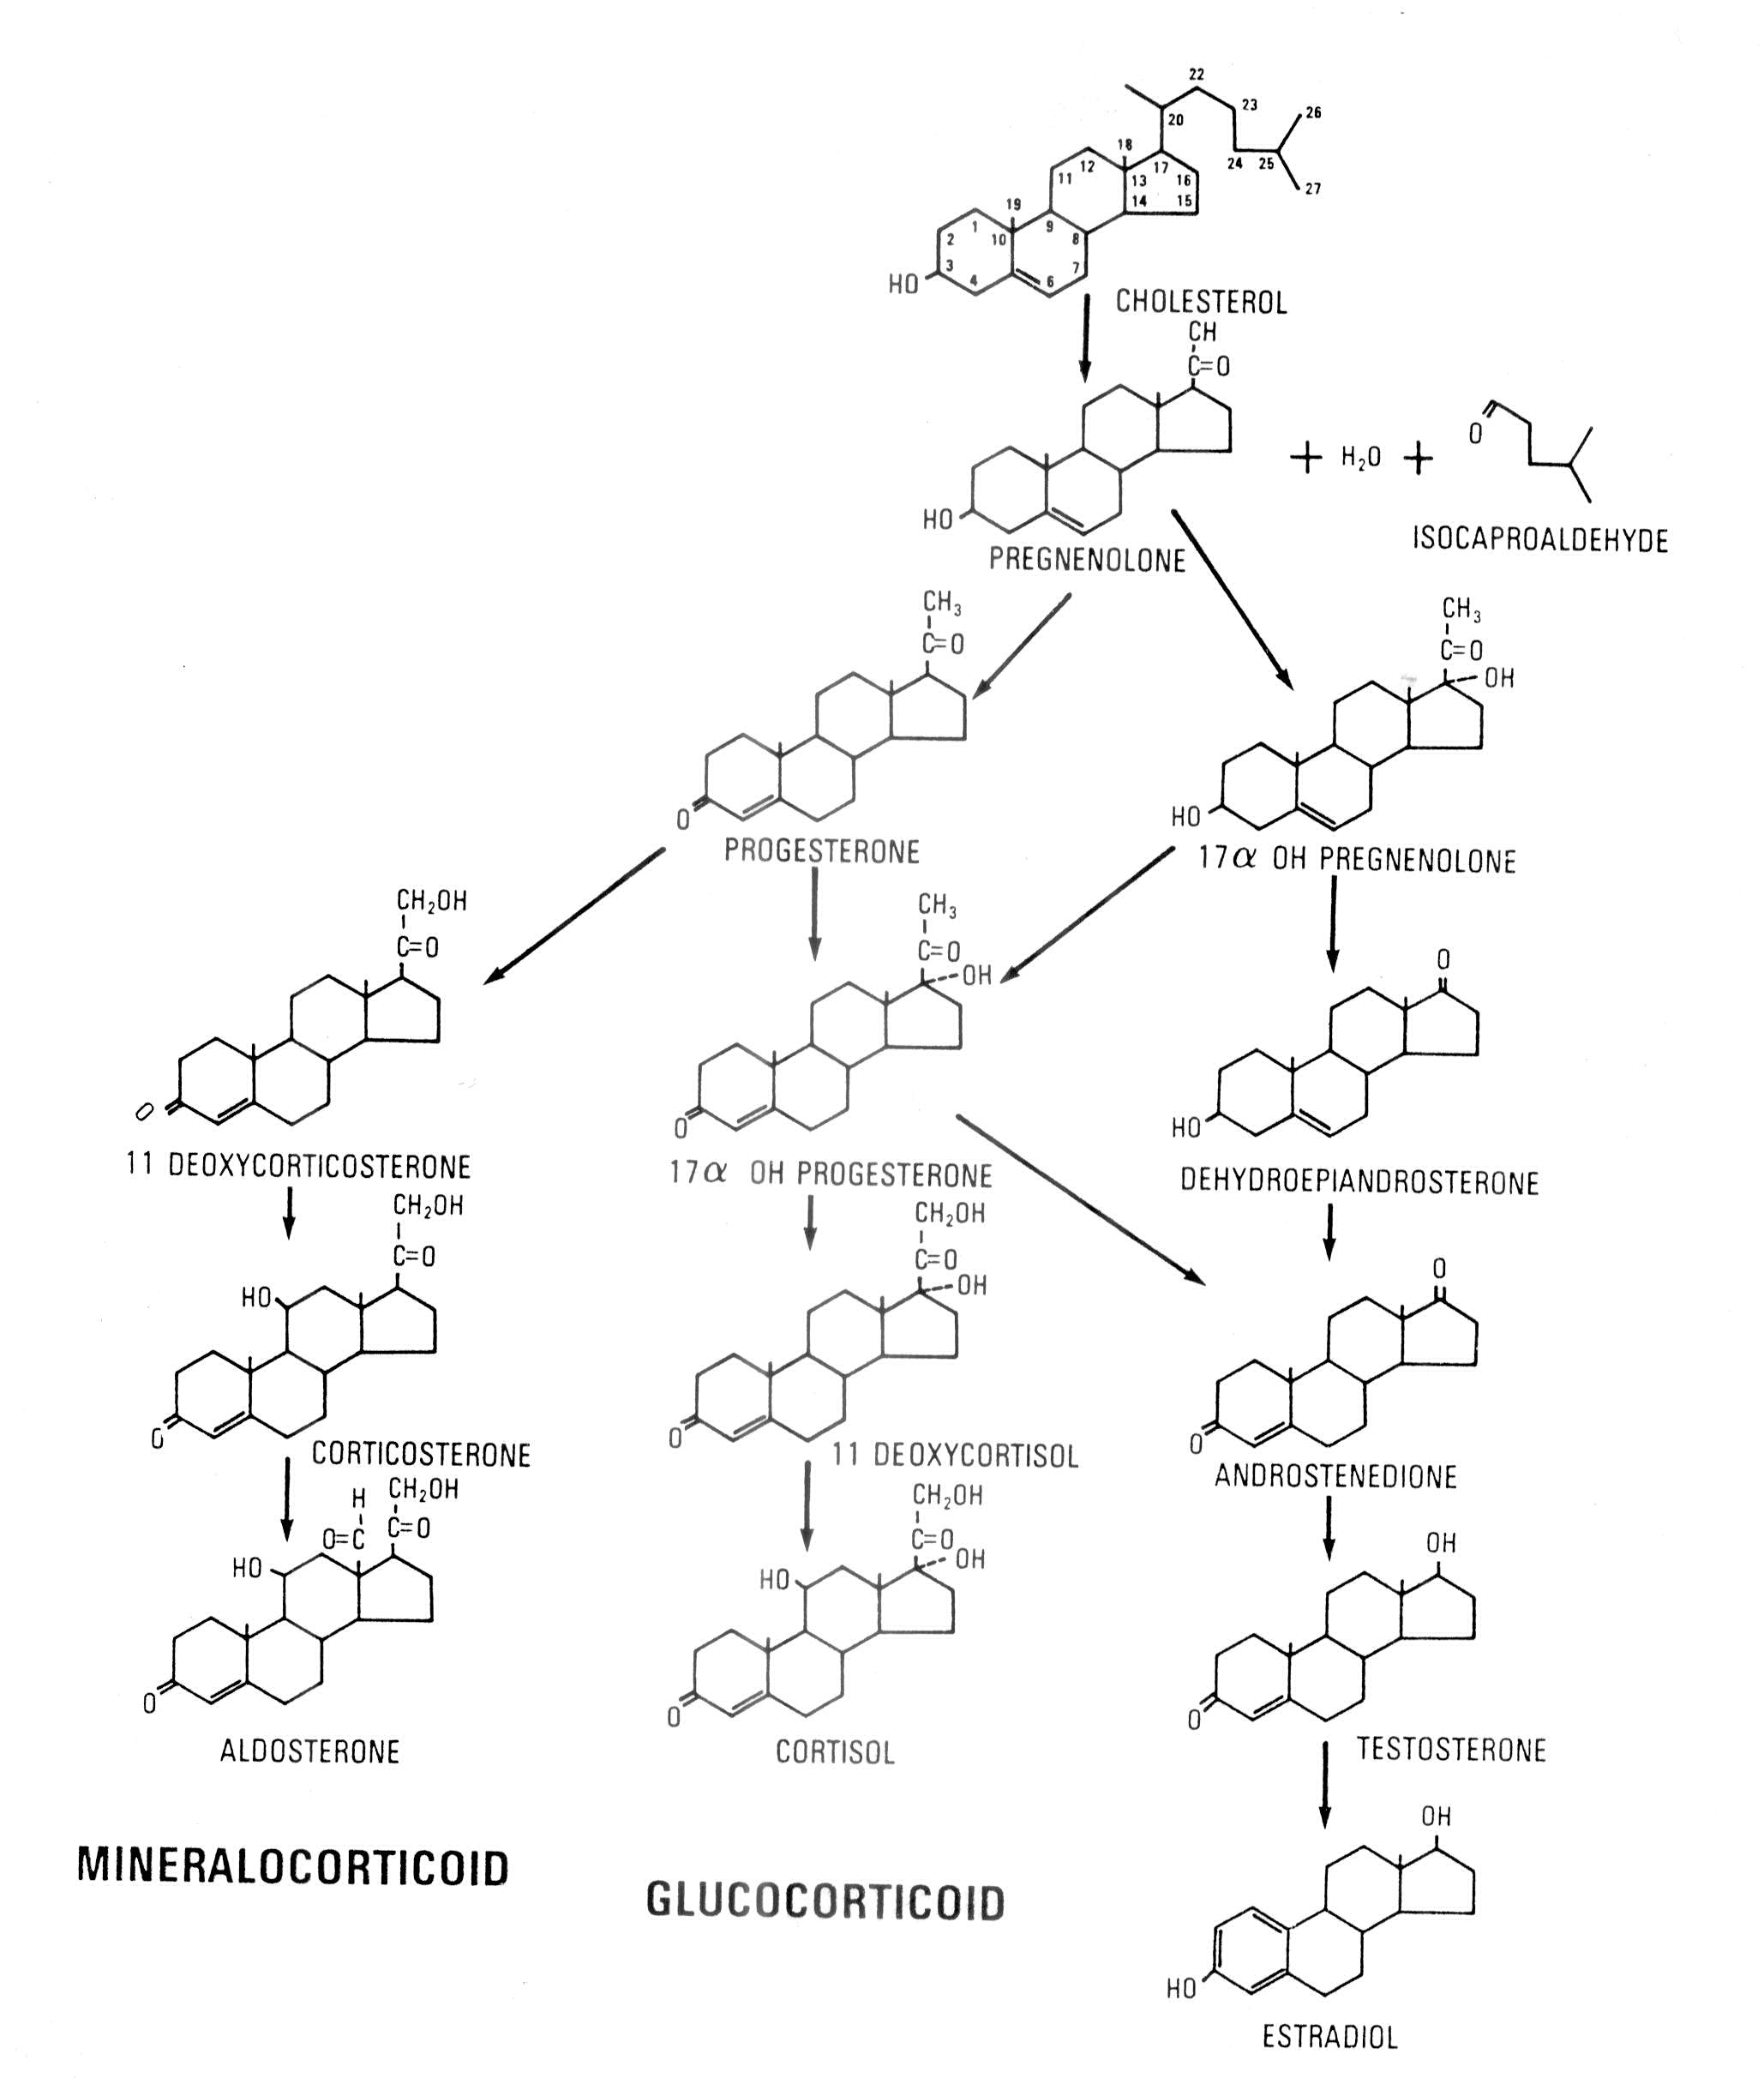 22
23
26
20
18
24
25
12
17
11
13
16
27
14
15
19
1
9
2
10
8
3
7
HO
4
6
CHOLESTEROL
CH
C=O
O
+ H₂O +
HO
ISOCAPROALDEHYDE
PREGNENOLONE
CH₃
C=O
CH₃
C=O
OH
O
HO
PROGESTERONE
17α OH PREGNENOLONE
CH₂OH
C=O
CH₃
C=O
OH
O
O
O
HO
11 DEOXYCORTICOSTERONE
17α OH PROGESTERONE
DEHYDROEPIANDROSTERONE
CH₂OH
C=O
HO
CH₂OH
C=O
OH
O
O
O
O
CORTICOSTERONE
11 DEOXYCORTISOL
ANDROSTENEDIONE
H
CH₂OH
O=C
C=O
HO
CH₂OH
C=O
OH
HO
OH
O
O
O
ALDOSTERONE
CORTISOL
TESTOSTERONE
OH
MINERALOCORTICOID
GLUCOCORTICOID
HO
ESTRADIOL